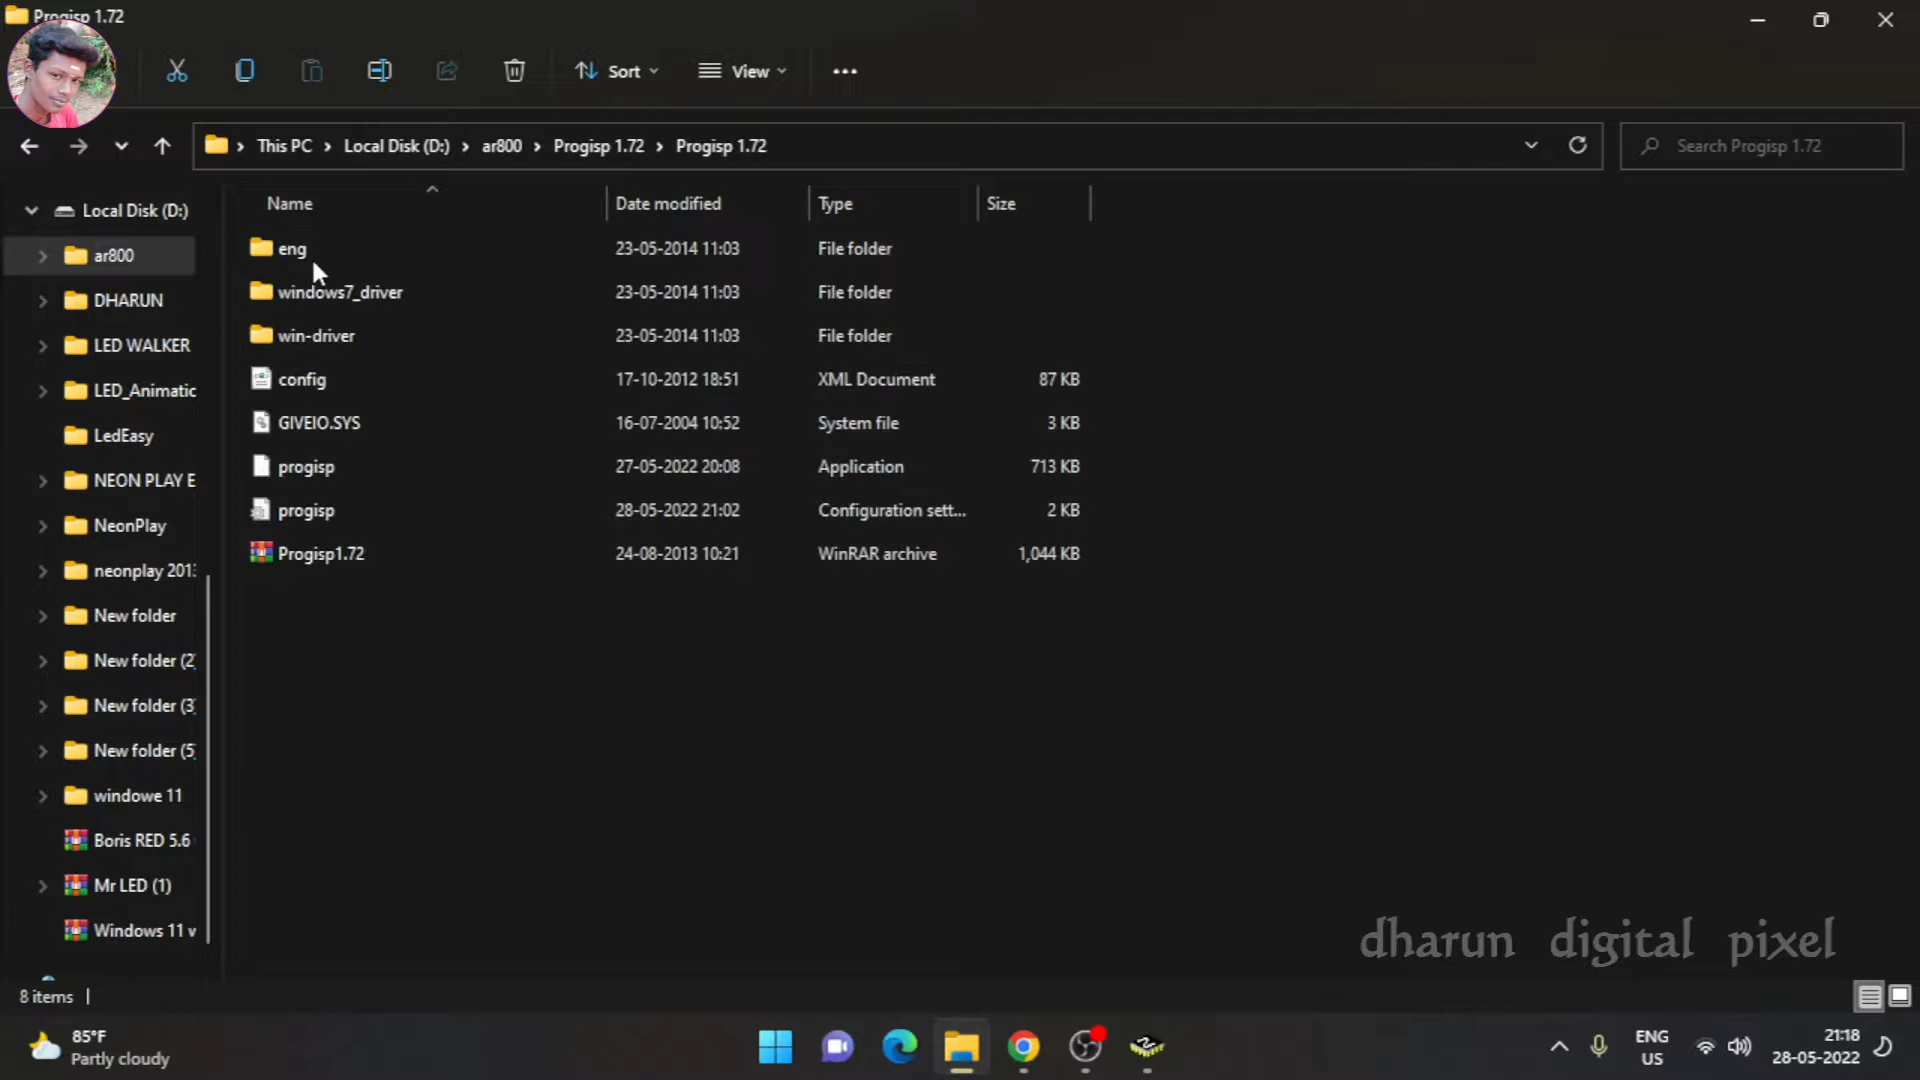 Progisp 1.72
Sort
View
This PC > Local Disk (D:) > ar800 > Progisp 1.72 > Progisp 1.72
Search Progisp 1.72
Local Disk (D:)
ar800
DHARUN
LED WALKER
LED_Animatic
LedEasy
NEON PLAY E
NeonPlay
neonplay 201
New folder
New folder (2
New folder (3
New folder (5
windowe 11
Boris RED 5.6
Mr LED (1)
Windows 11 v
Name Date modified Type Size
eng 23-05-2014 11:03 File folder
windows7_driver 23-05-2014 11:03 File folder
win-driver 23-05-2014 11:03 File folder
config 17-10-2012 18:51 XML Document 87 KB
GIVEIO.SYS 16-07-2004 10:52 System file 3 KB
progisp 27-05-2022 20:08 Application 713 KB
progisp 28-05-2022 21:02 Configuration sett... 2 KB
Progisp1.72 24-08-2013 10:21 WinRAR archive 1,044 KB
dharun digital pixel
8 items
85°F
Partly cloudy
ENG
US
21:18
28-05-2022